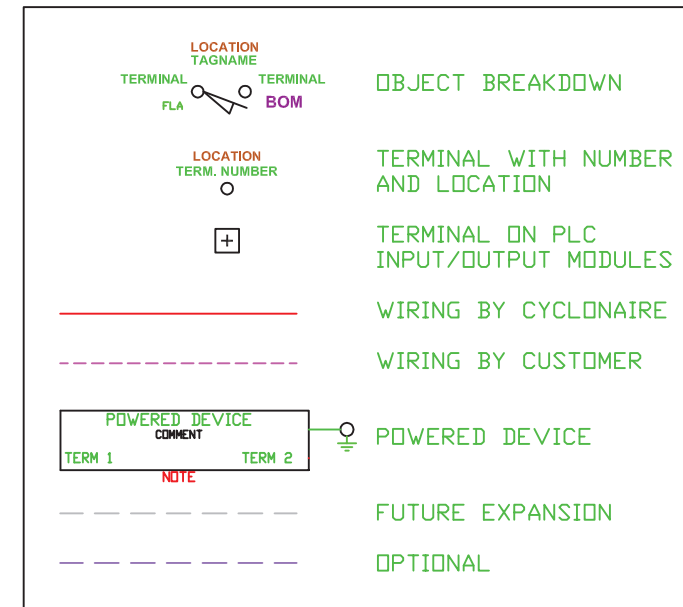 LOCATION
TAGNAME
TERMINAL TERMINAL
FLA BOM
OBJECT BREAKDOWN
LOCATION
TERM. NUMBER
TERMINAL WITH NUMBER
AND LOCATION
TERMINAL ON PLC
INPUT/OUTPUT MODULES
WIRING BY CYCLONAIRE
WIRING BY CUSTOMER
POWERED DEVICE
COMMENT
TERM 1 TERM 2
NOTE
POWERED DEVICE
FUTURE EXPANSION
OPTIONAL